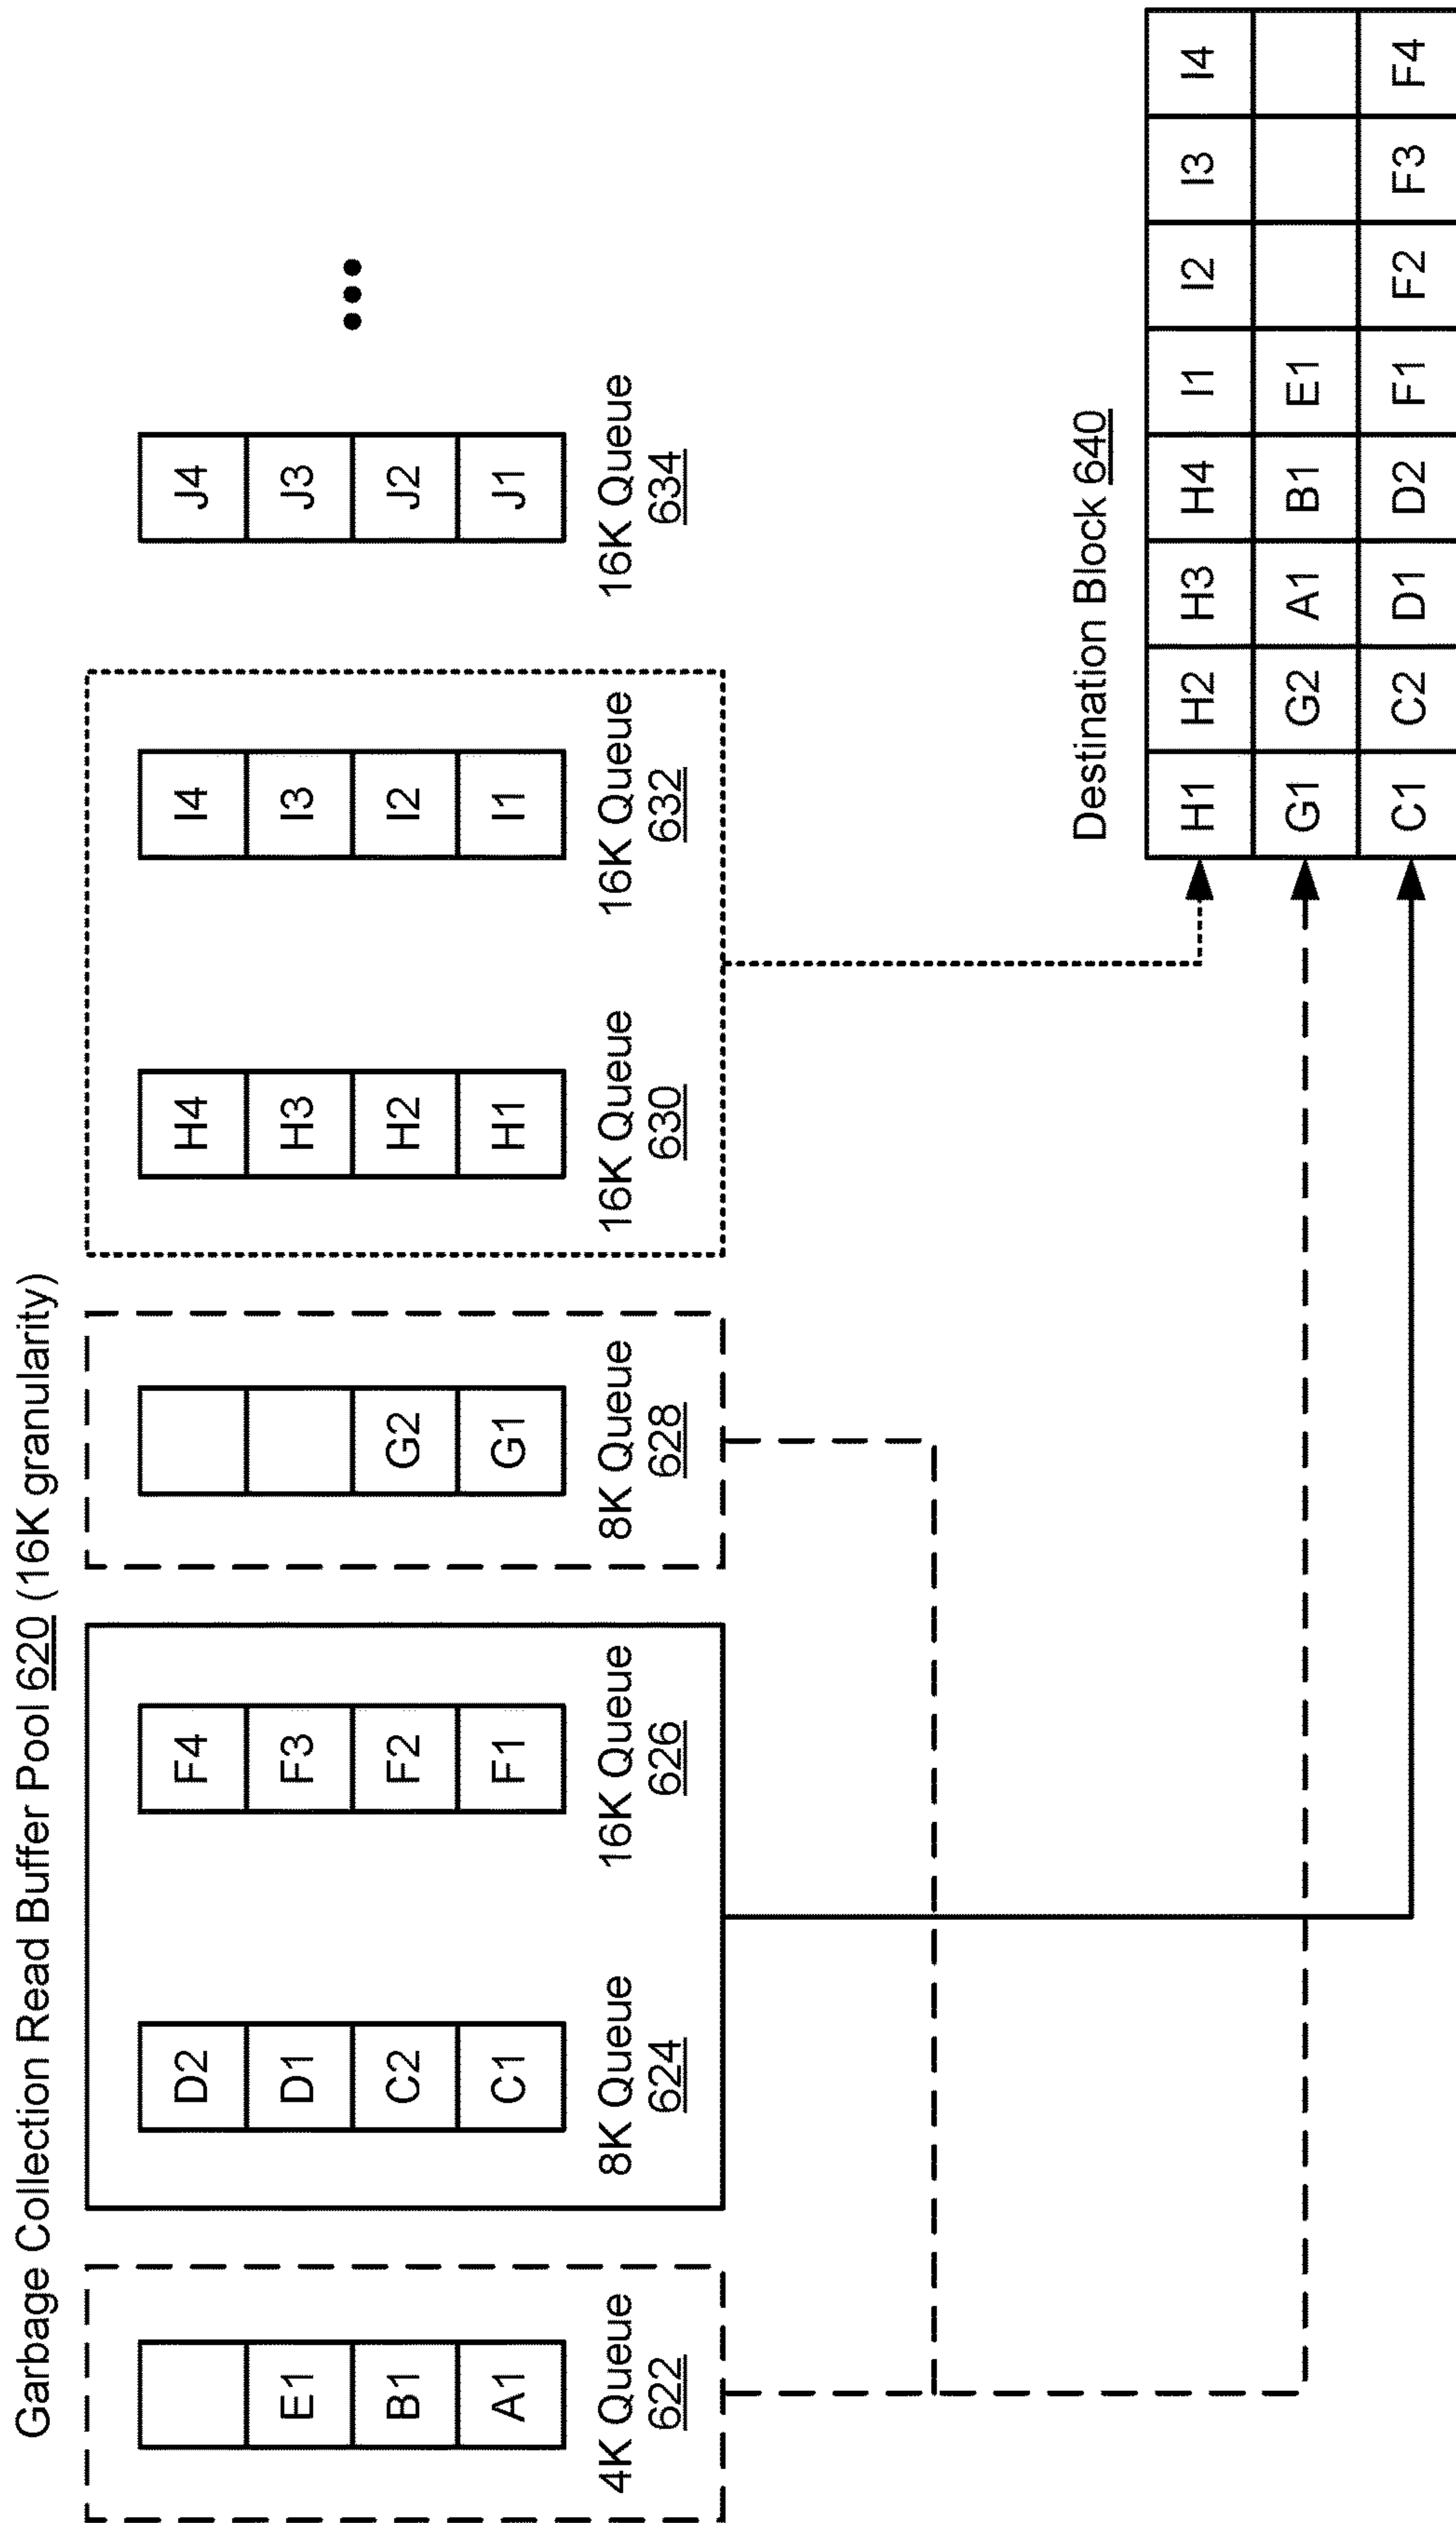 Garbage Collection Read Buffer Pool 620 (16K granularity)
E1
B1
A1
4K Queue
622
D2
D1
C2
C1
8K Queue
624
F4
F3
F2
F1
16K Queue
626
G2
G1
8K Queue
628
H4
H3
H2
H1
16K Queue
630
I4
I3
I2
I1
16K Queue
632
J4
J3
J2
J1
16K Queue
634
Destination Block 640
H1 H2 H3 H4 I1 I2 I3 I4
G1 G2 A1 B1 E1
C1 C2 D1 D2 F1 F2 F3 F4